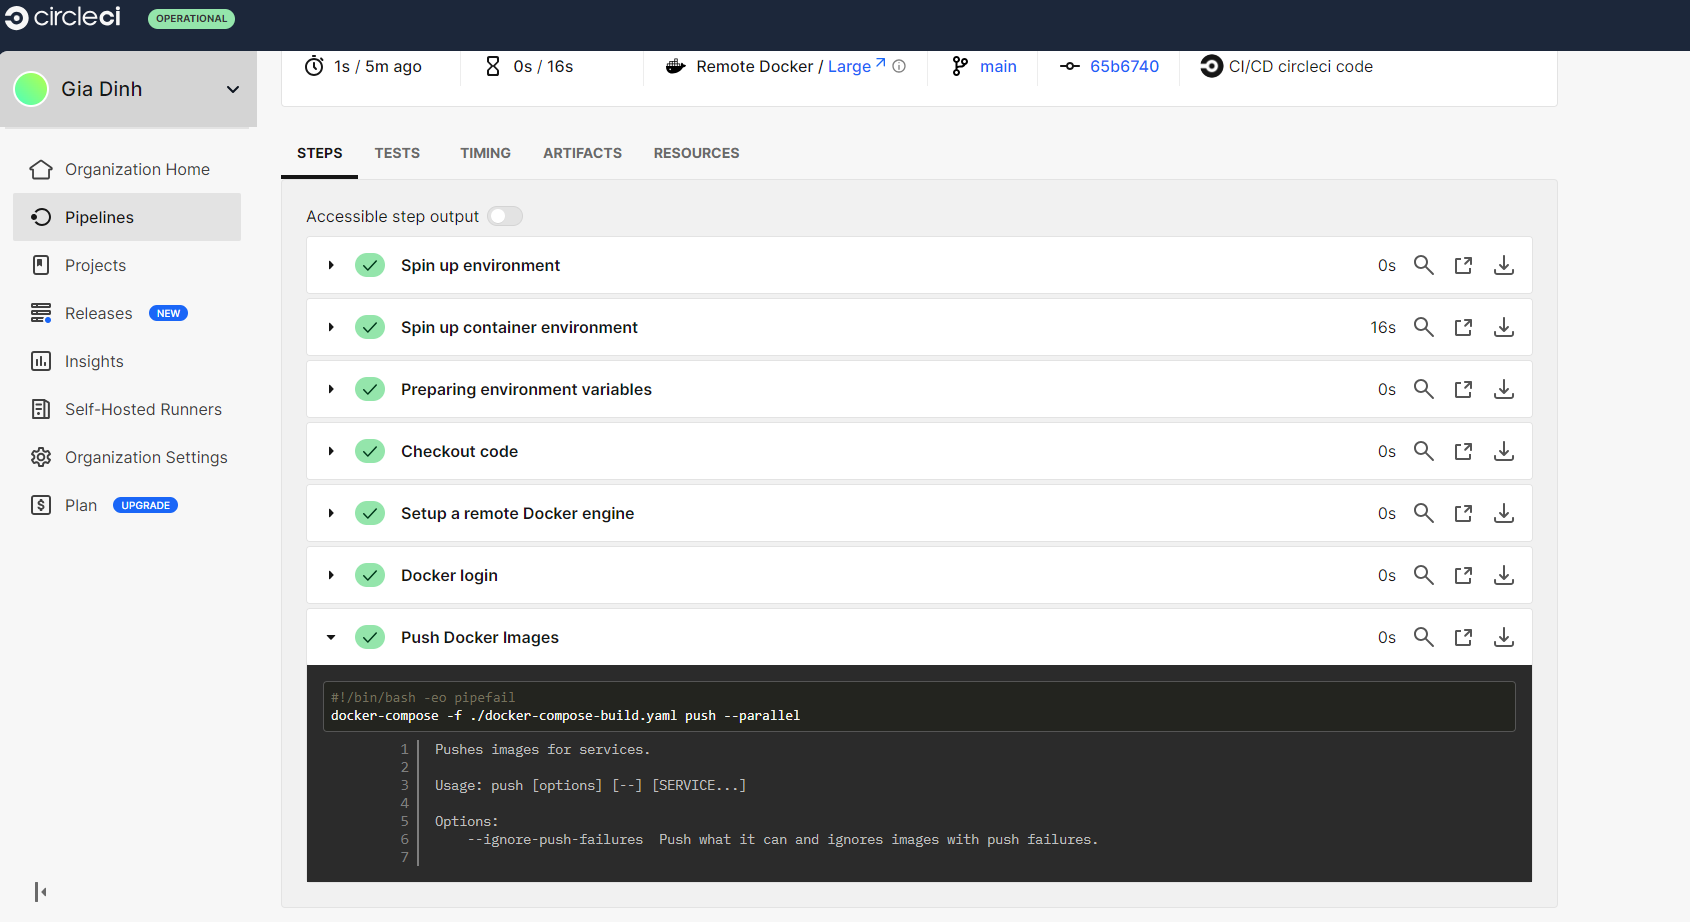 circleci OPERATIONAL
Gia Dinh
Organization Home
Pipelines
Projects
Releases NEW
Insights
Self-Hosted Runners
Organization Settings
Plan UPGRADE
1s / 5m ago 0s / 16s Remote Docker / Large main 65b6740 CI/CD circleci code
STEPS TESTS TIMING ARTIFACTS RESOURCES
Accessible step output
Spin up environment 0s
Spin up container environment 16s
Preparing environment variables 0s
Checkout code 0s
Setup a remote Docker engine 0s
Docker login 0s
Push Docker Images 0s
#!/bin/bash -eo pipefail
docker-compose -f ./docker-compose-build.yaml push --parallel
1 Pushes images for services.
2
3 Usage: push [options] [--] [SERVICE...]
4
5 Options:
6 --ignore-push-failures Push what it can and ignores images with push failures.
7